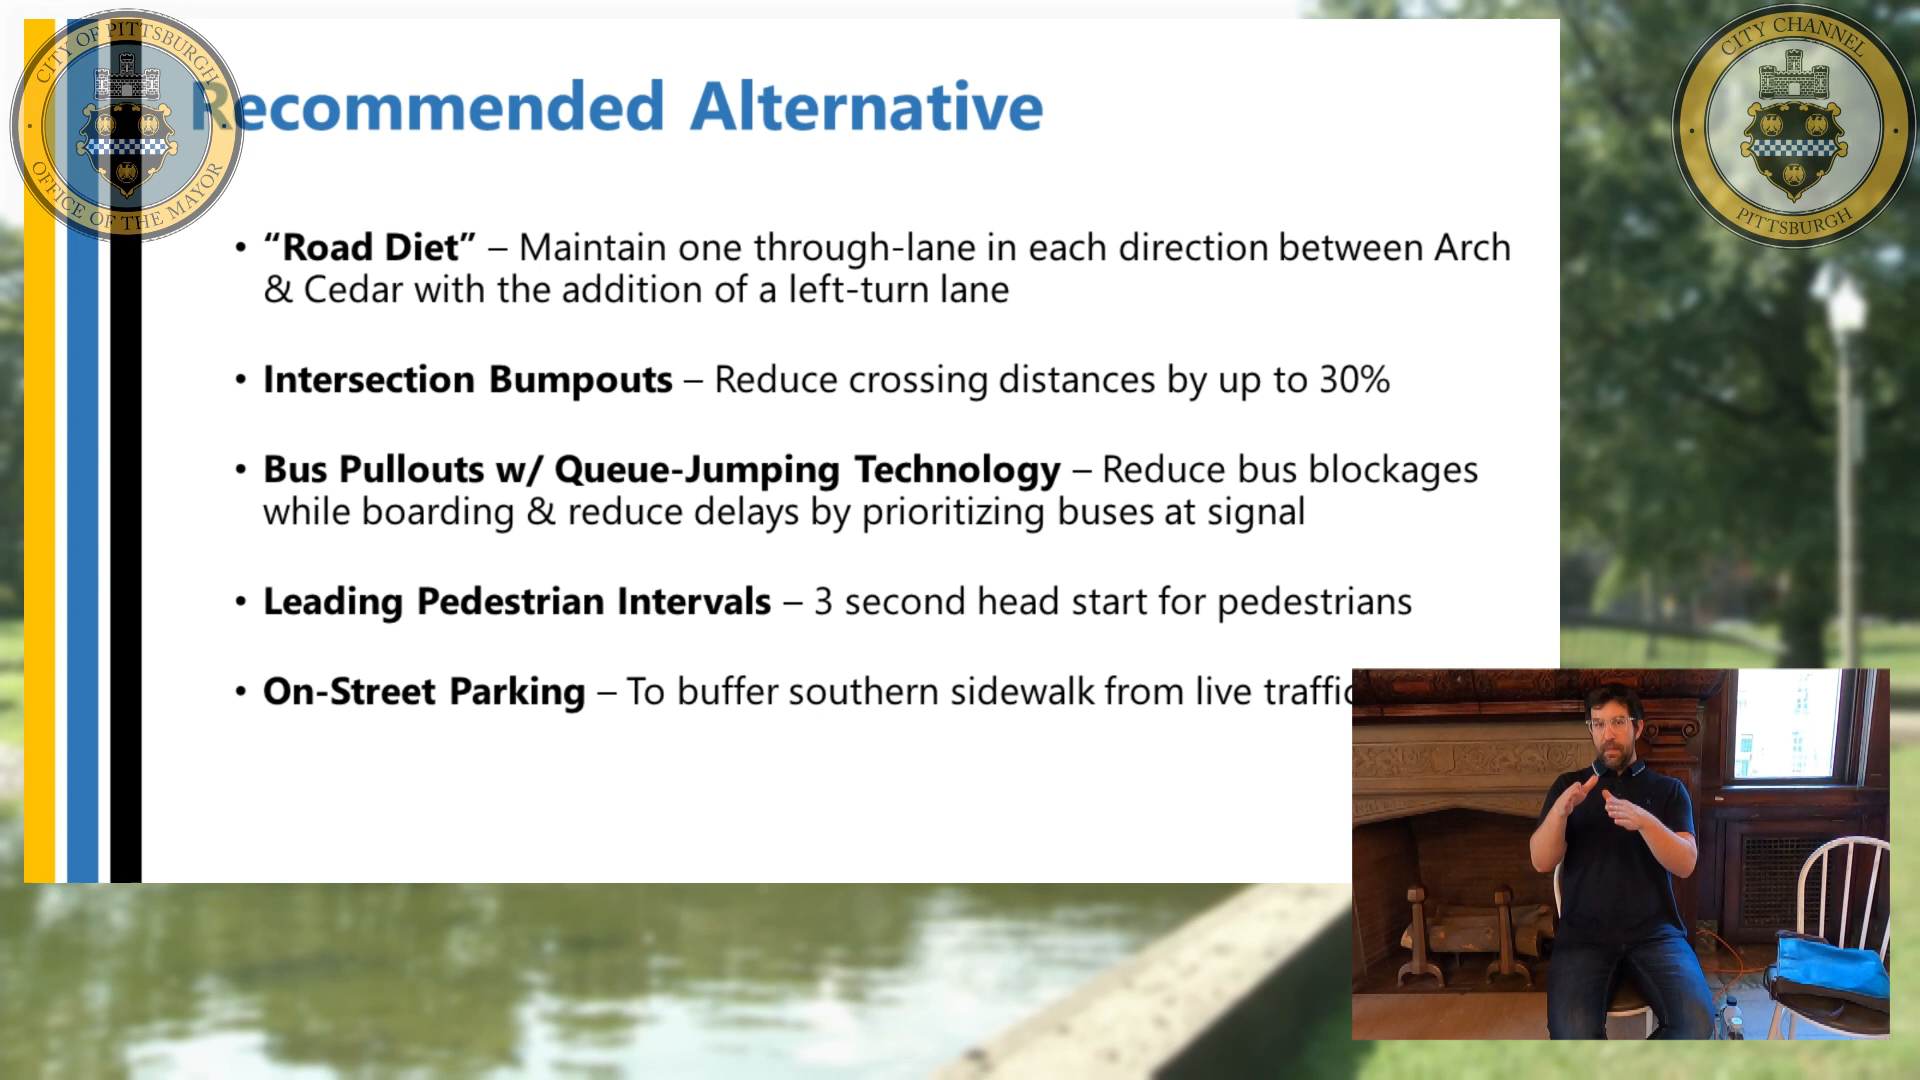 CITY OF PITTSBURGH
OFFICE OF THE MAYOR
CITY CHANNEL
PITTSBURGH
Recommended Alternative
• “Road Diet” – Maintain one through-lane in each direction between Arch
& Cedar with the addition of a left-turn lane
• Intersection Bumpouts – Reduce crossing distances by up to 30%
• Bus Pullouts w/ Queue-Jumping Technology – Reduce bus blockages
while boarding & reduce delays by prioritizing buses at signal
• Leading Pedestrian Intervals – 3 second head start for pedestrians
• On-Street Parking – To buffer southern sidewalk from live traffic